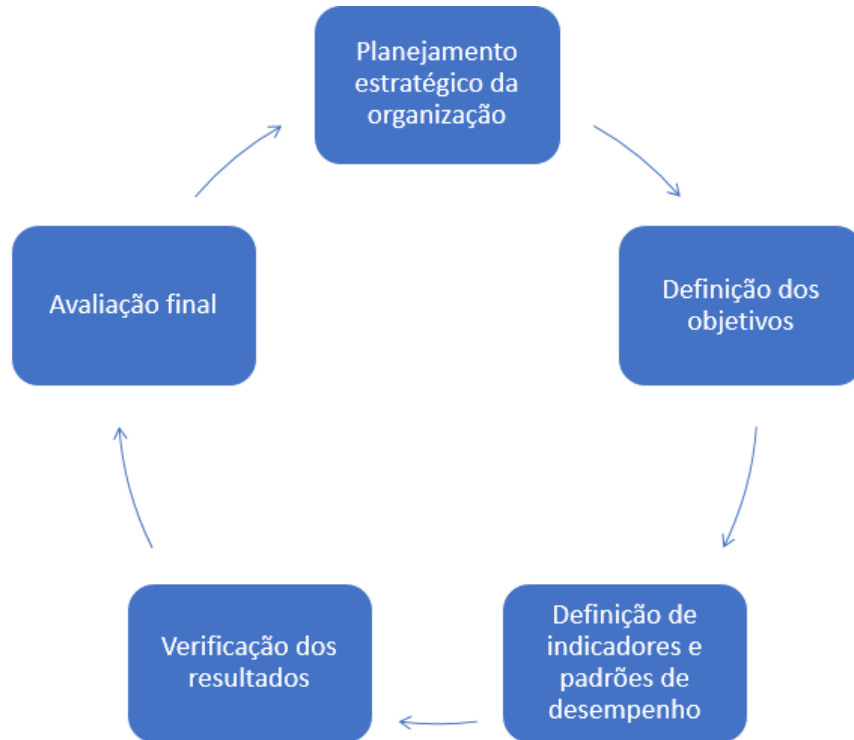 Planejamento
estratégico da
organização
Definição dos
objetivos
Definição de
indicadores e
padrões de
desempenho
Verificação dos
resultados
Avaliação final